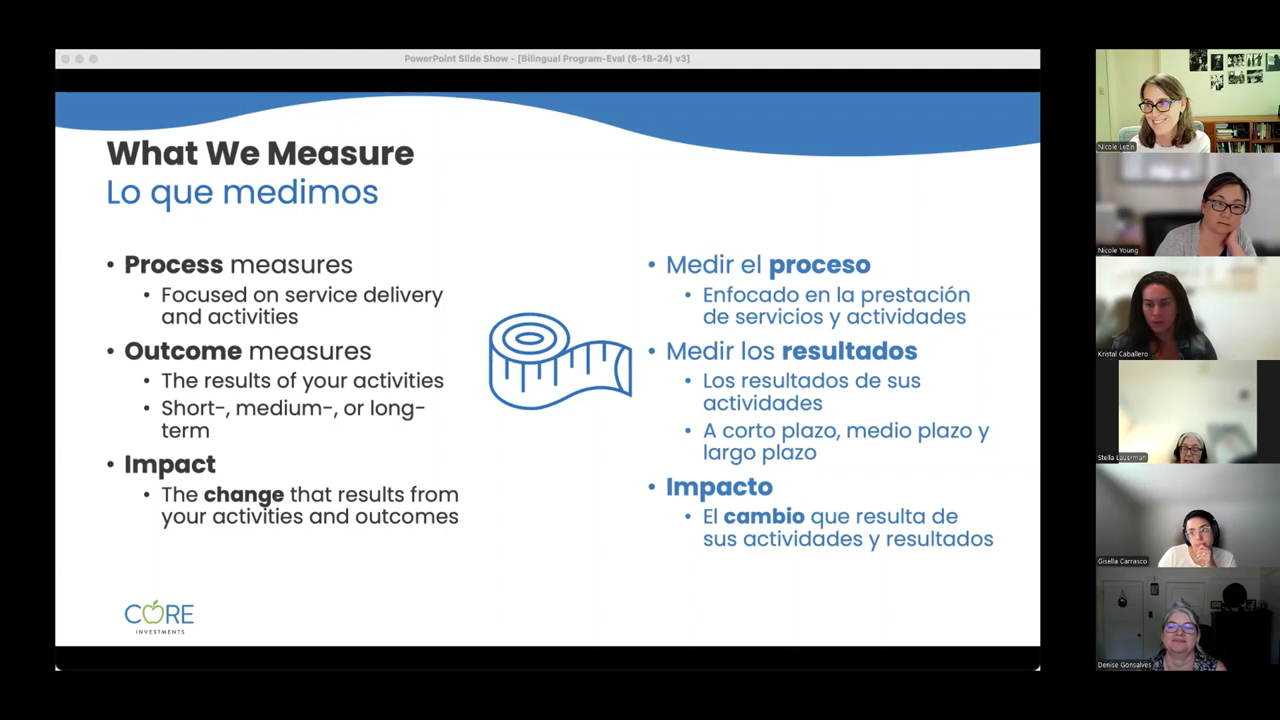 PowerPoint Slide Show - [Bilingual Program-Eval (6-18-24) v3]
What We Measure
Lo que medimos
• Process measures
• Focused on service delivery
and activities
• Outcome measures
• The results of your activities
• Short-, medium-, or long-
term
• Impact
• The change that results from
your activities and outcomes
• Medir el proceso
• Enfocado en la prestación
de servicios y actividades
• Medir los resultados
• Los resultados de sus
actividades
• A corto plazo, medio plazo y
largo plazo
• Impacto
• El cambio que resulta de
sus actividades y resultados
CORE
INVESTMENTS
Nicole Lezin
Nicole Young
Kristal Caballero
Stella Lauerman
Gisella Carrasco
Denise Gonsalves